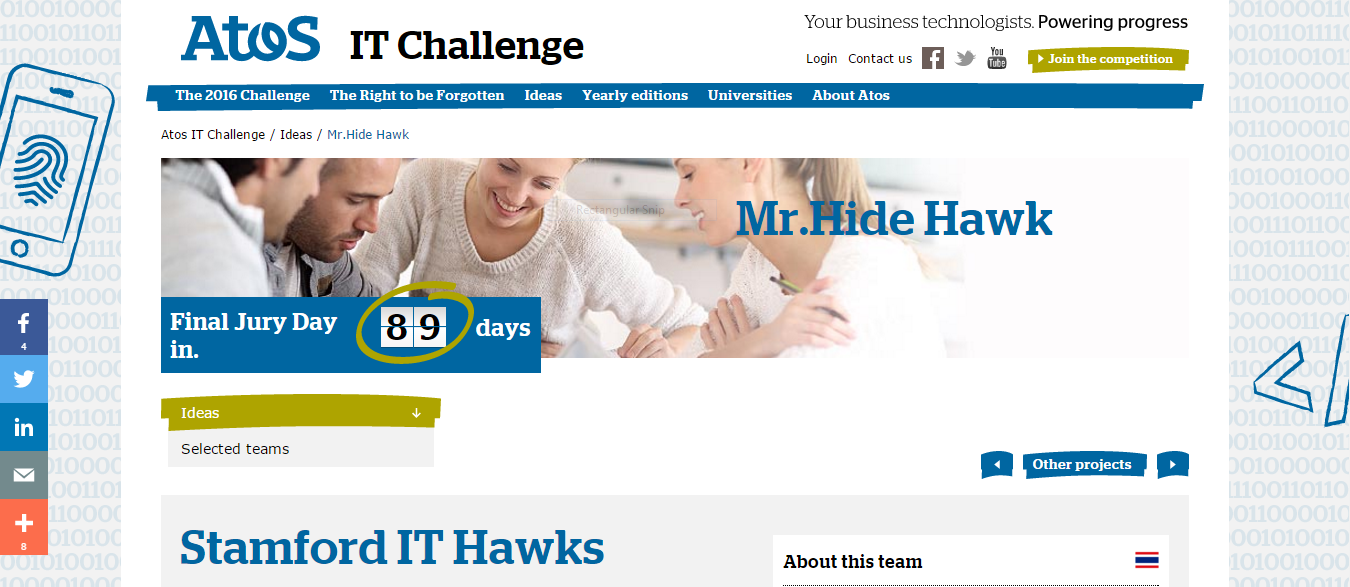 Atos
IT Challenge
Your business technologists. Powering progress
Login Contact us You Tube Join the competition
The 2016 Challenge The Right to be Forgotten Ideas Yearly editions Universities About Atos
Atos IT Challenge / Ideas / Mr.Hide Hawk
Rectangular Snip
Mr.Hide Hawk
Final Jury Day
in.
89 days
4
Ideas
Selected teams
Other projects
8
Stamford IT Hawks
About this team